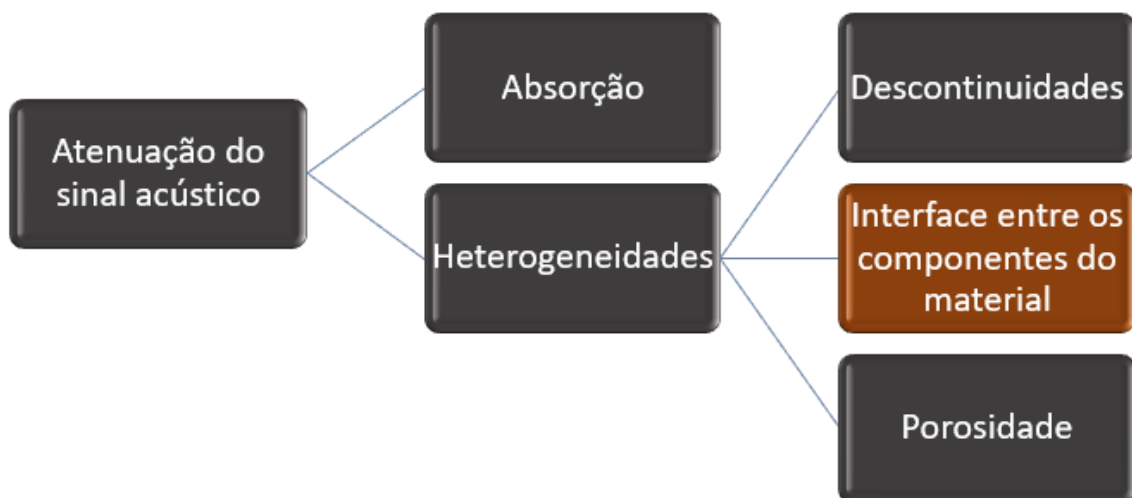 Atenuação do
sinal acústico
Absorção
Heterogeneidades
Descontinuidades
Interface entre os
componentes do
material
Porosidade